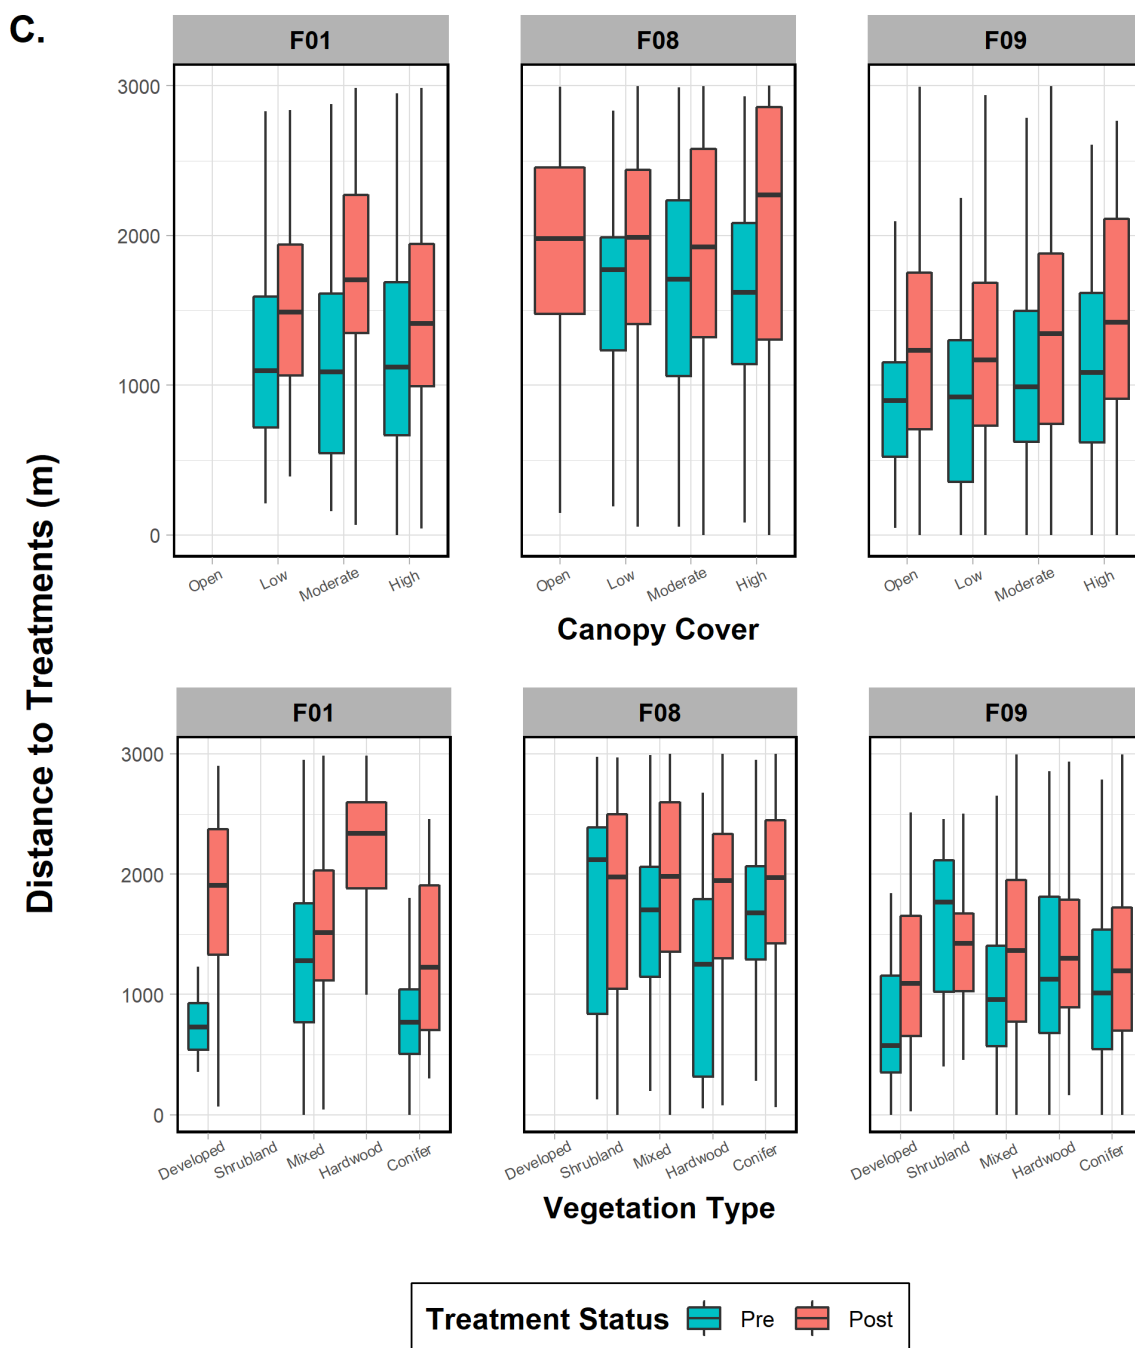 C.
F01 F08 F09
3000
2000
1000
0
Open Low Moderate High Open Low Moderate High Open Low Moderate High
Canopy Cover
Distance to Treatments (m)
F01 F08 F09
3000
2000
1000
0
Developed Shrubland Mixed Hardwood Conifer Developed Shrubland Mixed Hardwood Conifer Developed Shrubland Mixed Hardwood Conifer
Vegetation Type
Treatment Status Pre Post